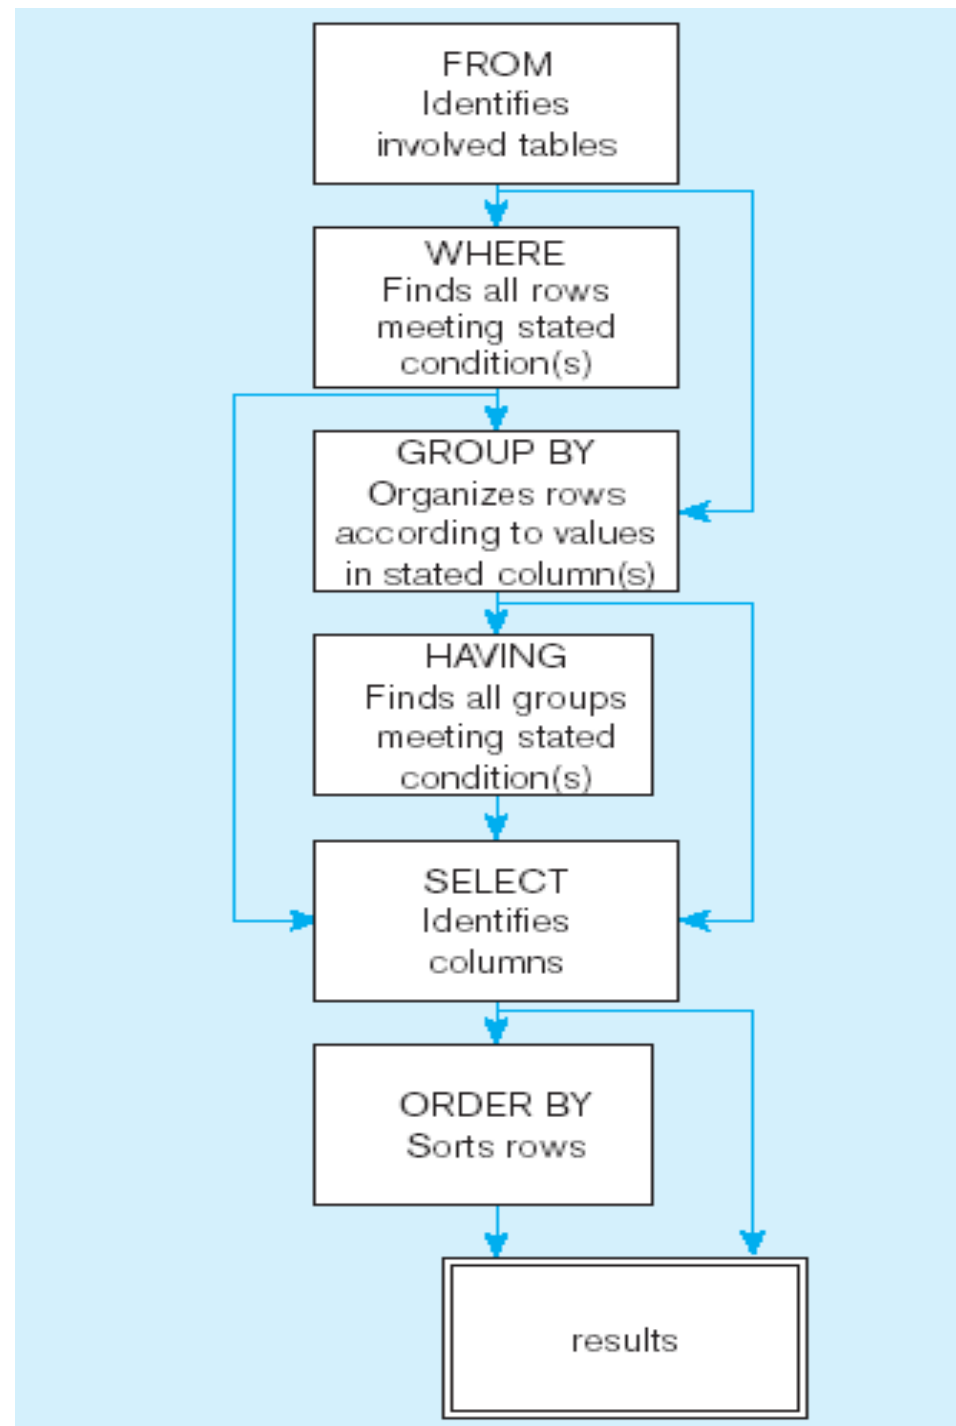 FROM
Identifies
involved tables
WHERE
Finds all rows
meeting stated
condition(s)
GROUP BY
Organizes rows
according to values
in stated column(s)
HAVING
Finds all groups
meeting stated
condition(s)
SELECT
Identifies
columns
ORDER BY
Sorts rows
results